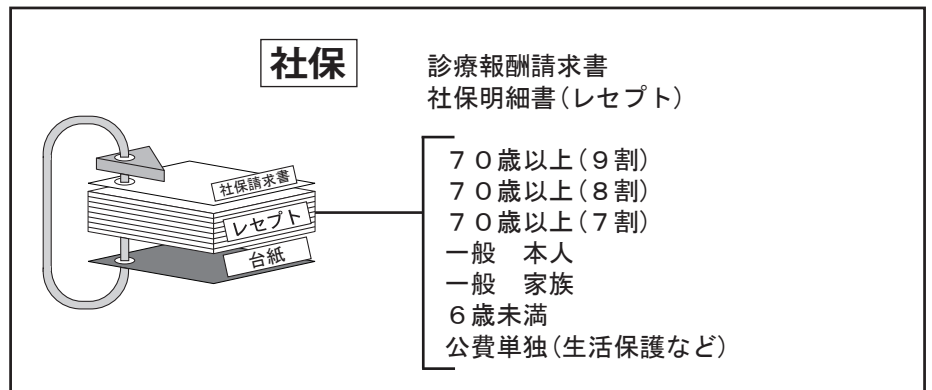 社保
診療報酬請求書
社保明細書(レセプト)
社保請求書
レセプト
台紙
70歳以上(9割)
70歳以上(8割)
70歳以上(7割)
一般　本人
一般　家族
6歳未満
公費単独(生活保護など)